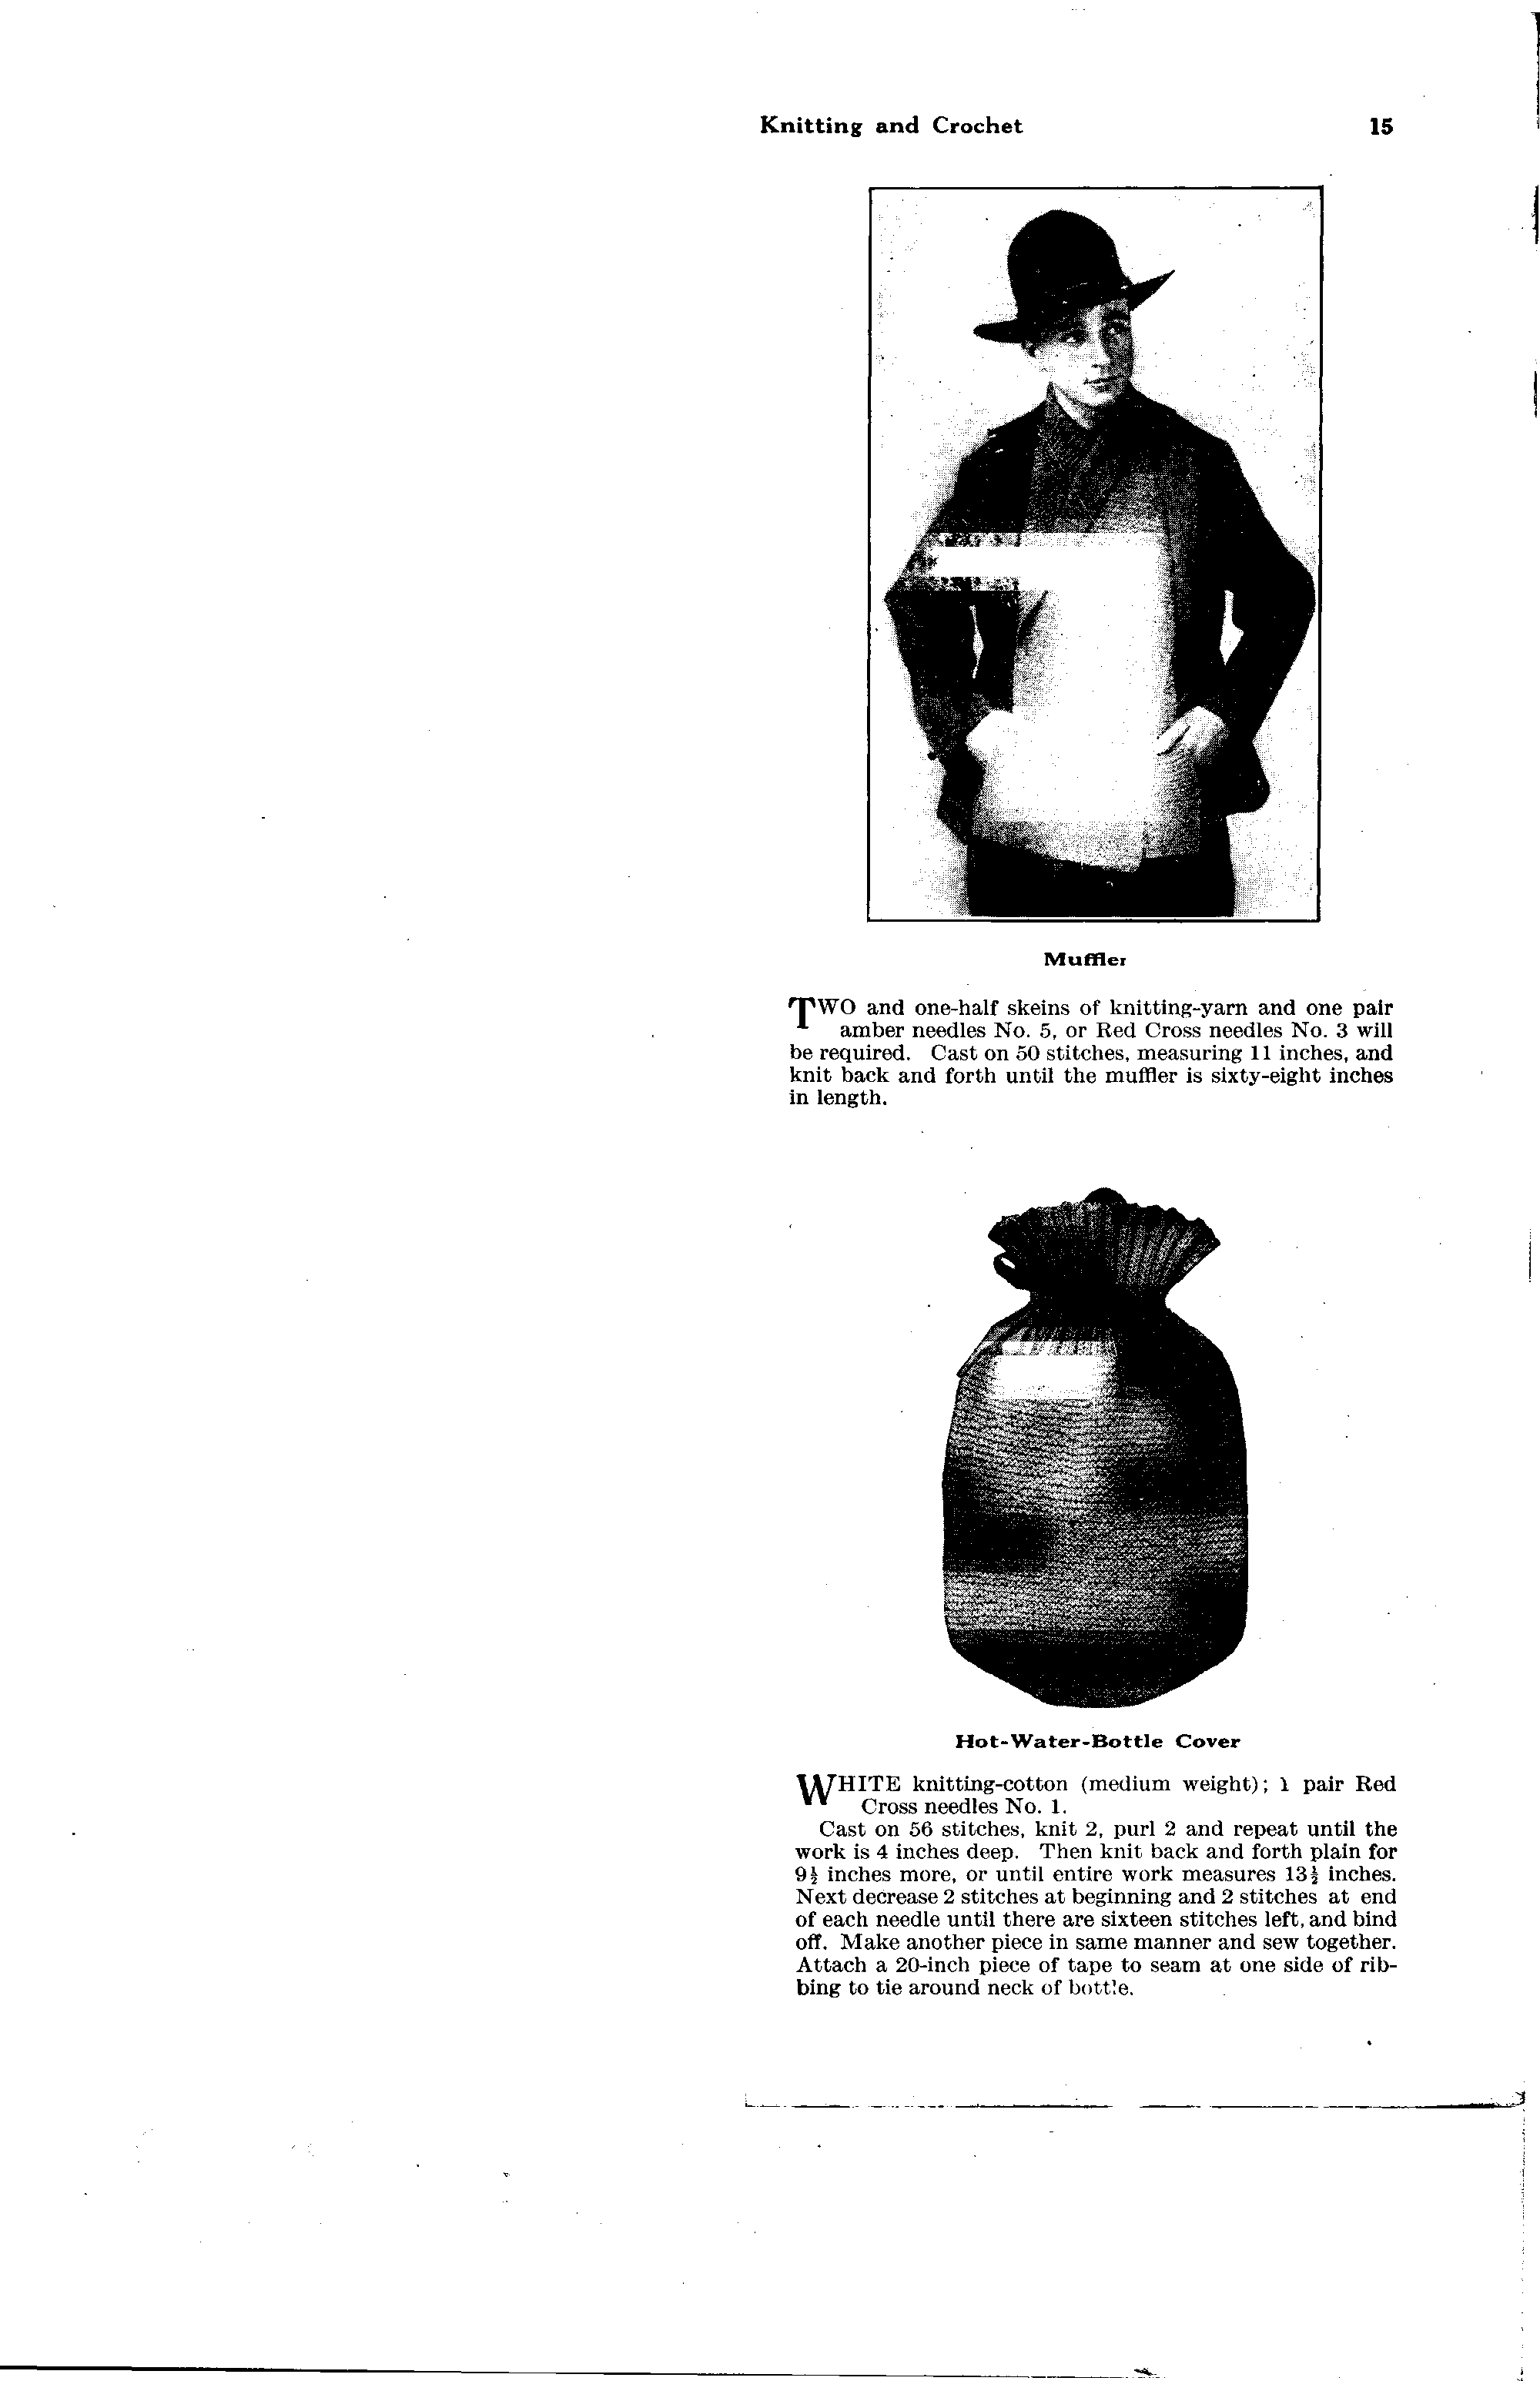 Knitting and Crochet 15
Muffler
TWO and one-half skeins of knitting-yarn and one pair
amber needles No. 5, or Red Cross needles No. 3 will
be required. Cast on 50 stitches, measuring 11 inches, and
knit back and forth until the muffler is sixty-eight inches
in length.
Hot-Water-Bottle Cover
WHITE knitting-cotton (medium weight); 1 pair Red
Cross needles No. 1.
Cast on 56 stitches, knit 2, purl 2 and repeat until the
work is 4 inches deep. Then knit back and forth plain for
9½ inches more, or until entire work measures 13½ inches.
Next decrease 2 stitches at beginning and 2 stitches at end
of each needle until there are sixteen stitches left, and bind
off. Make another piece in same manner and sew together.
Attach a 20-inch piece of tape to seam at one side of rib-
bing to tie around neck of bottle.